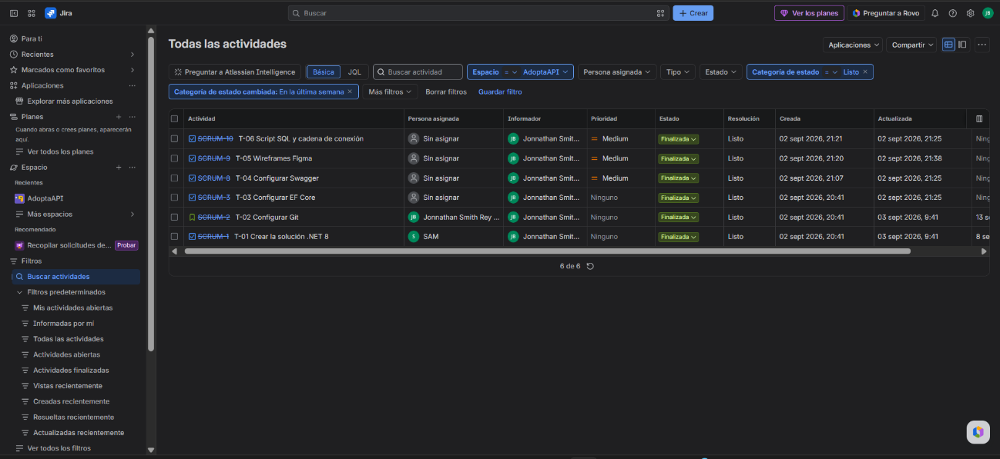 Jira
Buscar
+ Crear
Ver los planes
Preguntar a Rovo
JB
Para ti
Recientes
Marcados como favoritos
Aplicaciones
Explorar más aplicaciones
Planes
Cuando abras o crees planes, aparecerán
aquí.
Ver todos los planes
Espacio
Recientes
AdoptaAPI
Más espacios
Recomendado
Recopilar solicitudes de... Probar
Filtros
Buscar actividades
Filtros predeterminados
Mis actividades abiertas
Informadas por mí
Todas las actividades
Actividades abiertas
Actividades finalizadas
Vistas recientemente
Creadas recientemente
Resueltas recientemente
Actualizadas recientemente
Ver todos los filtros
Todas las actividades
Aplicaciones
Compartir
Preguntar a Atlassian Intelligence
Básica
JQL
Buscar actividad
Espacio = AdoptaAPI
Persona asignada
Tipo
Estado
Categoría de estado = Listo ×
Categoría de estado cambiada: En la última semana ×
Más filtros
Borrar filtros
Guardar filtro
Actividad Persona asignada Informador Prioridad Estado Resolución Creada Actualizada
SCRUM-10 T-06 Script SQL y cadena de conexión Sin asignar JB Jonnathan Smit... Medium Finalizada Listo 02 sept 2026, 21:21 02 sept 2026, 21:25 Ning
SCRUM-9 T-05 Wireframes Figma Sin asignar JB Jonnathan Smit... Medium Finalizada Listo 02 sept 2026, 21:20 02 sept 2026, 21:38 Ning
SCRUM-8 T-04 Configurar Swagger Sin asignar JB Jonnathan Smit... Medium Finalizada Listo 02 sept 2026, 21:07 02 sept 2026, 21:25 Ning
SCRUM-3 T-03 Configurar EF Core Sin asignar JB Jonnathan Smit... Ninguno Finalizada Listo 02 sept 2026, 20:41 02 sept 2026, 21:25 Ning
SCRUM-2 T-02 Configurar Git JB Jonnathan Smith Rey ... JB Jonnathan Smit... Ninguno Finalizada Listo 02 sept 2026, 20:41 03 sept 2026, 9:41 13 se
SCRUM-1 T-01 Crear la solución .NET 8 S SAM JB Jonnathan Smit... Ninguno Finalizada Listo 02 sept 2026, 20:41 03 sept 2026, 9:41 8 se
6 de 6